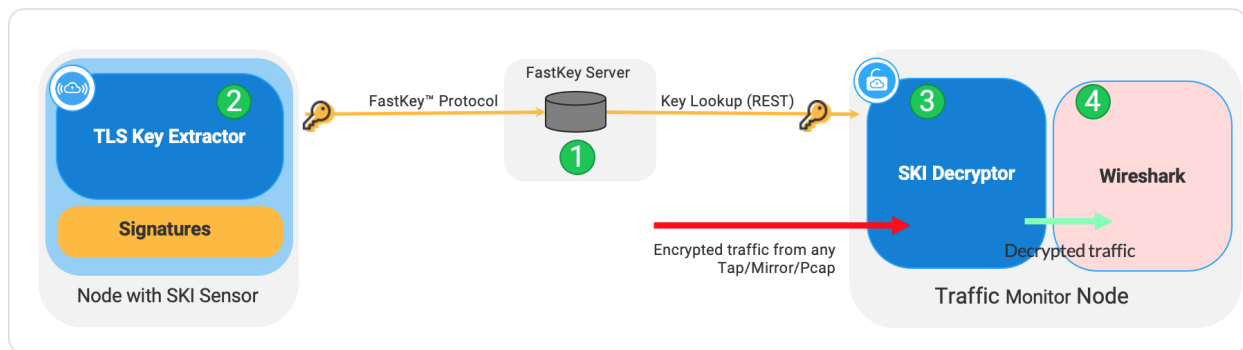 FastKey Server
2
FastKey™ Protocol
Key Lookup (REST)
3
4
TLS Key Extractor
1
SKI Decryptor
Wireshark
Signatures
Encrypted traffic from any
Tap/Mirror/Pcap
Decrypted traffic
Node with SKI Sensor
Traffic Monitor Node